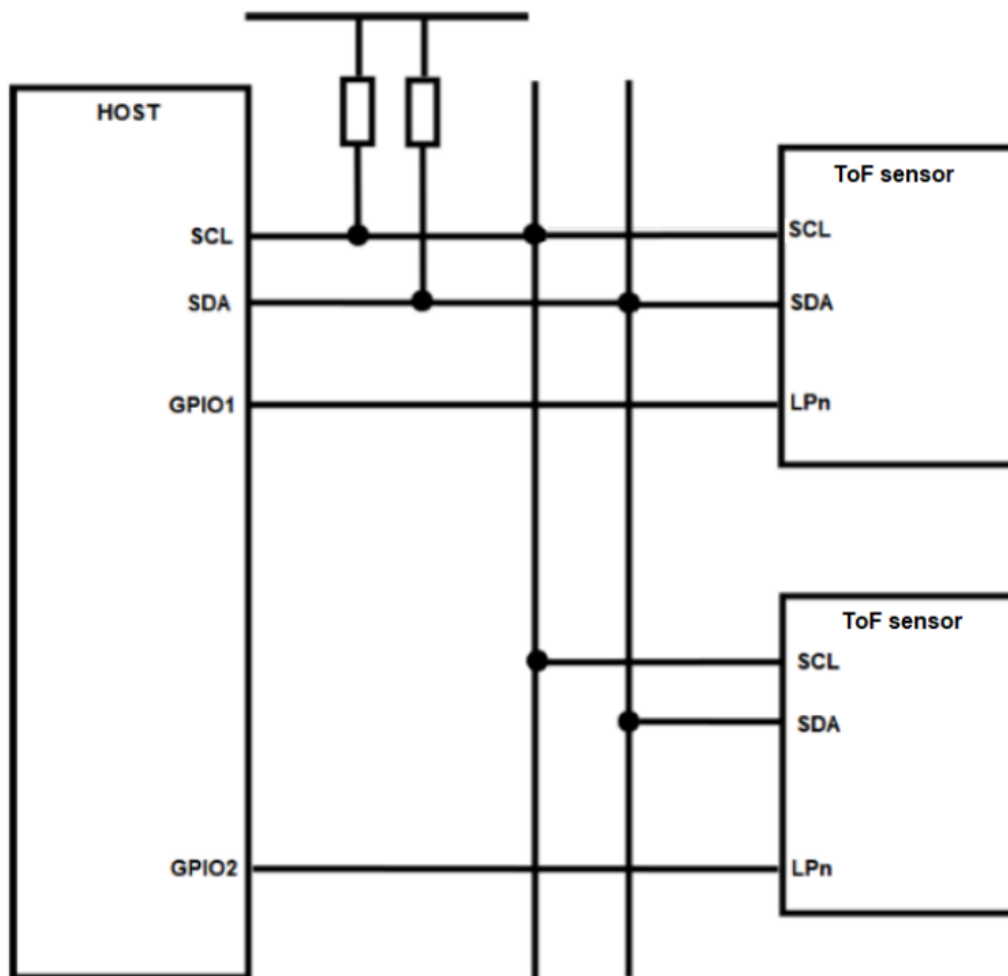 HOST
SCL
SDA
GPIO1
GPIO2
ToF sensor
SCL
SDA
LPn
ToF sensor
SCL
SDA
LPn